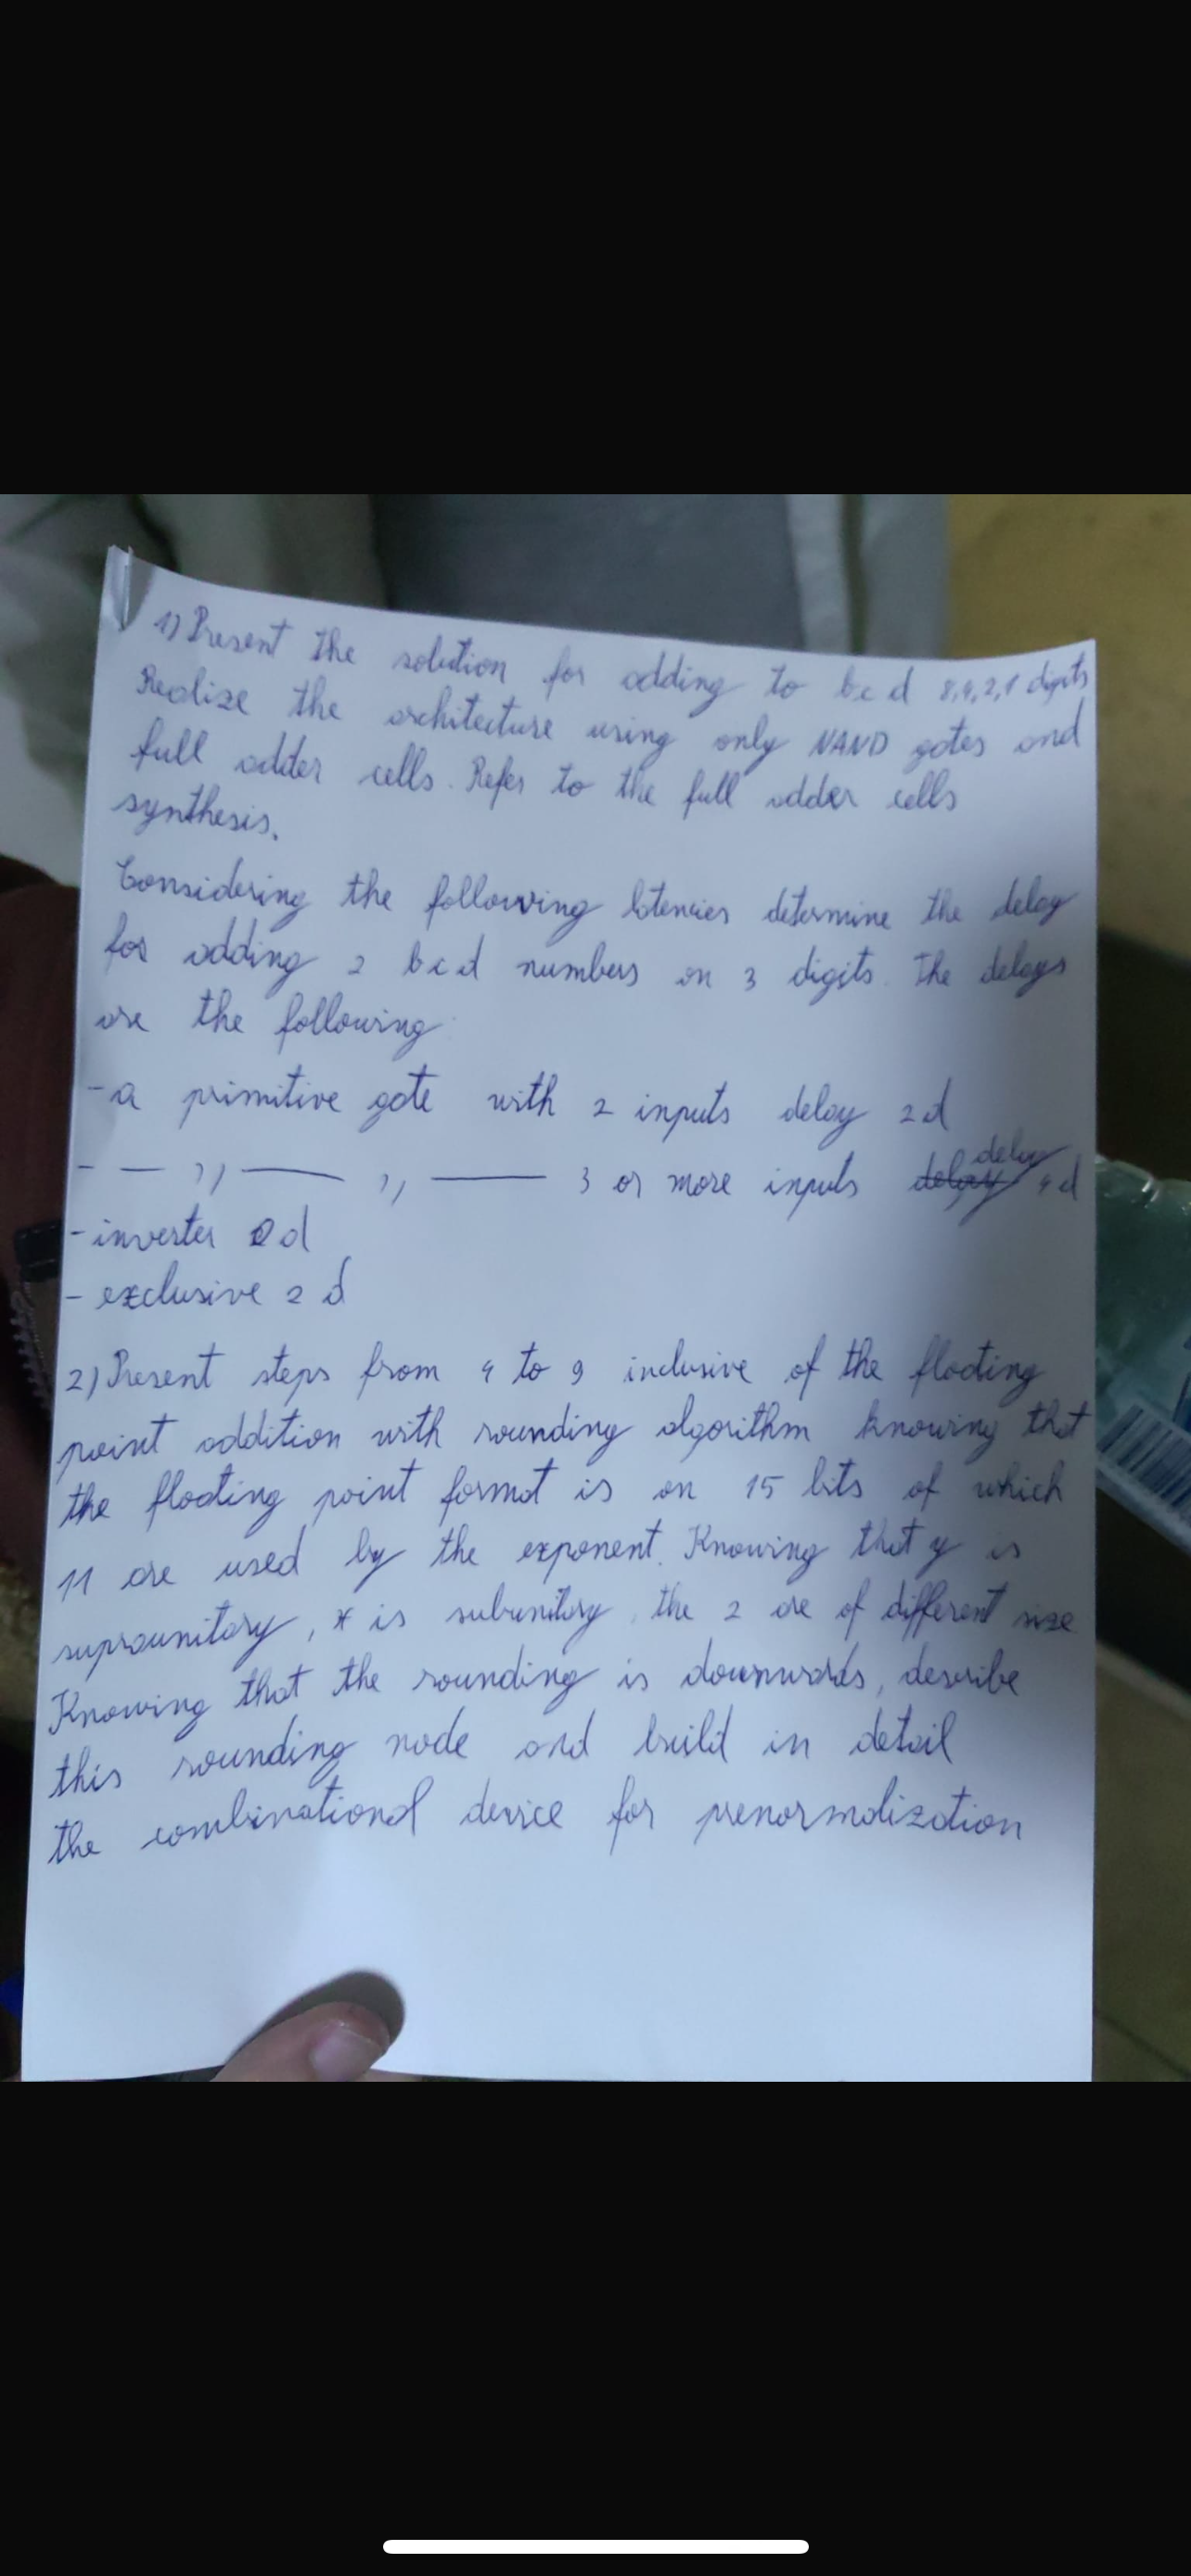 1) Present the solution for adding to bcd 8,4,2,1 digits
Realize the architecture using only NAND gates and
full adder cells. Refer to the full adder cells
synthesis.
Considering the following latencies determine the delay
for adding 2 bcd numbers on 3 digits. The delays
are the following:
- a primitive gate with 2 inputs delay 2d
- — ,, — ,, — 3 or more inputs delay 4d
- inverter 0d
- exclusive 2 d
2) Present steps from 4 to 9 inclusive of the floating
point addition with rounding algorithm knowing that
the floating point format is on 15 bits of which
11 are used by the exponent. Knowing that y is
supraunitary, x is subunitary, the 2 are of different size
Knowing that the rounding is downwards, describe
this rounding node and build in detail
the combinational device for prenormalization